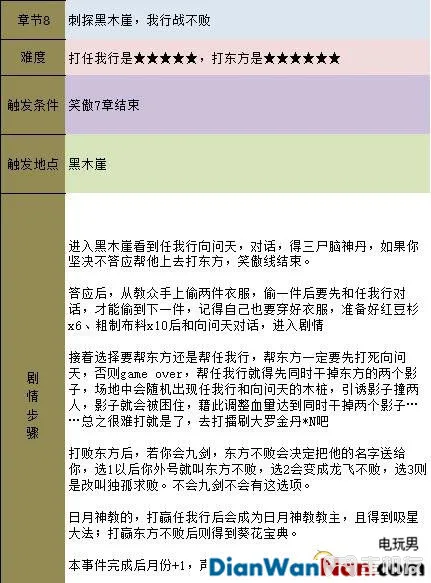 章节8
刺探黑木崖，我行战不败
难度
打任我行是★★★★★，打东方是★★★★★★
触发条件
笑傲7章结束
触发地点
黑木崖
剧情步骤
进入黑木崖看到任我行向问天，对话，得三尸脑神丹，如果你
坚决不答应帮他上去打东方，笑傲线结束。
答应后，从教众手上偷两件衣服，偷一件后要先和任我行对
话，才能偷到下一件，记得自己也要穿好衣服，准备好红豆杉
x6、粗制布料x10后和向问天对话，进入剧情
接着选择要帮东方还是帮任我行，帮东方一定要先打死向问
天，否则game over，帮任我行就得先同时干掉东方的两个影
子，场地中会随机出现任我行和向问天的木桩，引诱影子撞两
人，影子就会被困住，藉此调整血量达到同时干掉两个影子…
…总之很难打就是了，去打擂刷大罗金丹*N吧
打败东方后，若你会九剑，东方不败会决定把他的名字送给
你，选1以后你外号就叫东方不败，选2会变成龙飞不败，选3则
是改叫独孤求败。不会九剑不会有这选项。
日月神教的，打赢任我行后会成为日月神教教主，且得到吸星
大法；打赢东方不败后则得到葵花宝典。
本事件完成后月份+1，声
电玩男
DianWanNan.com